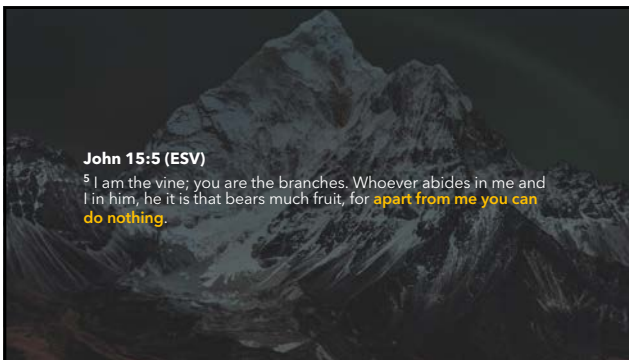 John 15:5 (ESV)
⁵ I am the vine; you are the branches. Whoever abides in me and
I in him, he it is that bears much fruit, for apart from me you can
do nothing.